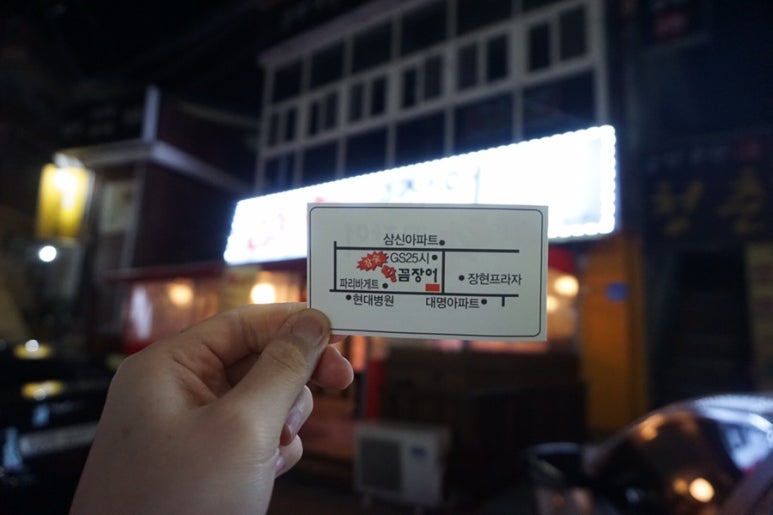 삼신아파트
GS25시
왕꼼장어
파리바게트
장현프라자
현대병원
대명아파트